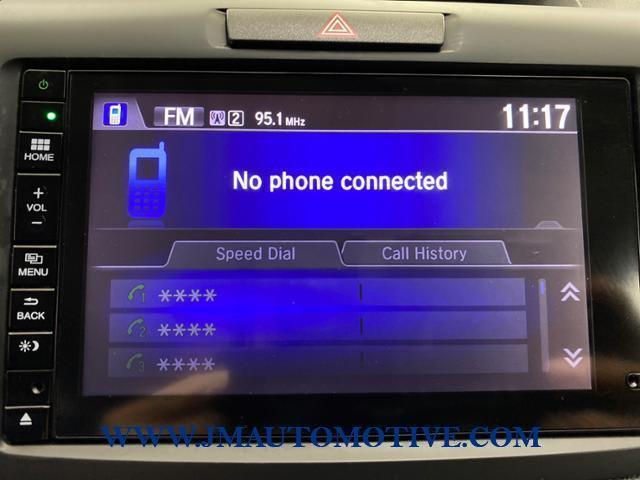 FM 2 95.1 MHz 11:17
HOME
No phone connected
+
VOL
−
Speed Dial Call History
MENU
1 ****
BACK
2 ****
3 ****
WWW.JMAUTOMOTIVE.COM